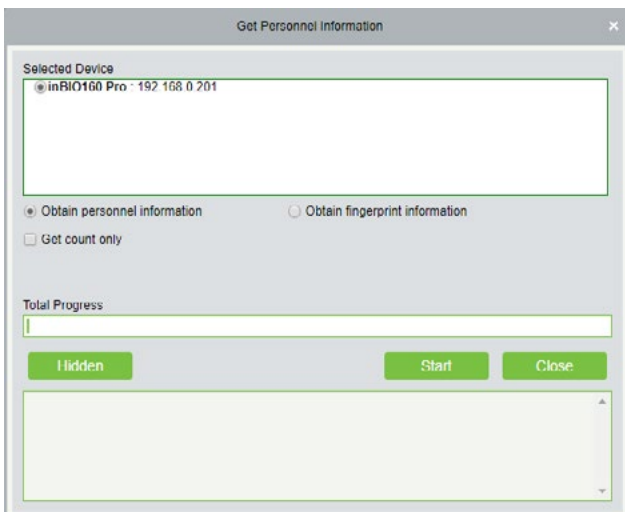 Get Personnel Information
Selected Device
inBIO160 Pro : 192.168.0.201
Obtain personnel information Obtain fingerprint information
Get count only
Total Progress
Hidden Start Close